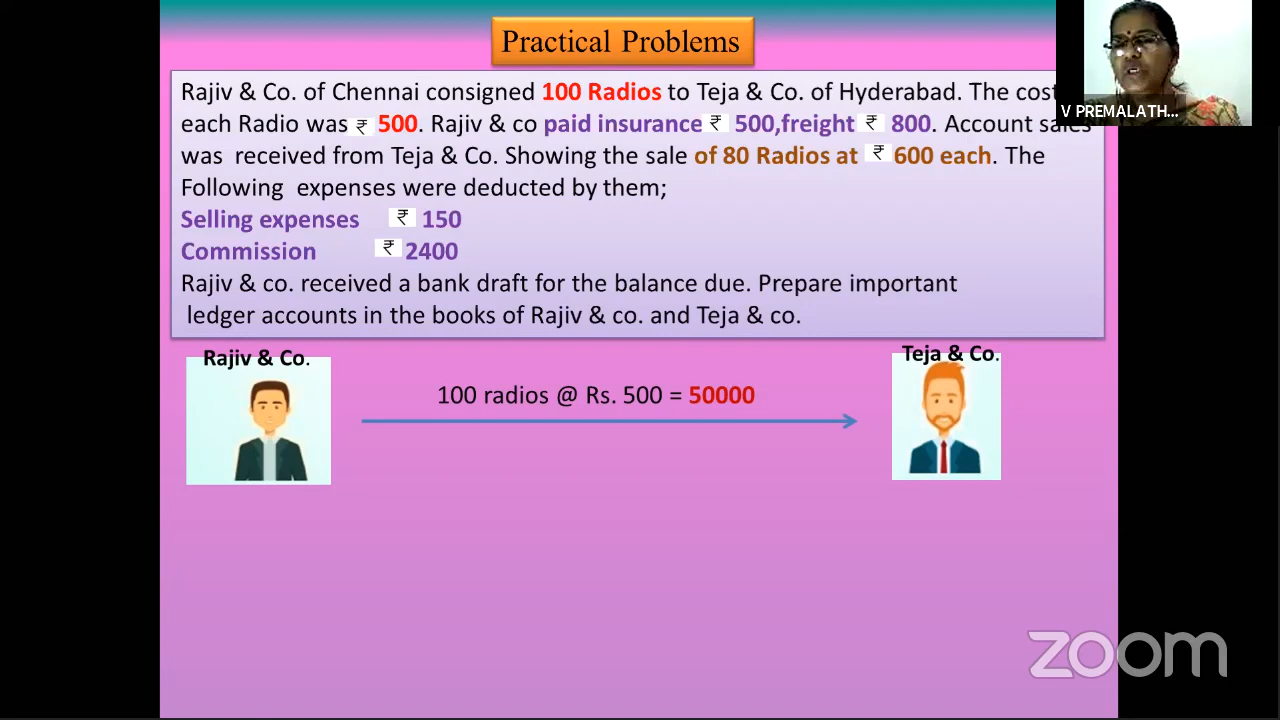 Practical Problems
Rajiv & Co. of Chennai consigned 100 Radios to Teja & Co. of Hyderabad. The cost
each Radio was ₹ 500. Rajiv & co paid insurance ₹ 500,freight ₹ 800. Account sales
was received from Teja & Co. Showing the sale of 80 Radios at ₹ 600 each. The
Following expenses were deducted by them;
Selling expenses ₹ 150
Commission ₹ 2400
Rajiv & co. received a bank draft for the balance due. Prepare important
ledger accounts in the books of Rajiv & co. and Teja & co.
V PREMALATH...
Rajiv & Co.
Teja & Co.
100 radios @ Rs. 500 = 50000
zoom